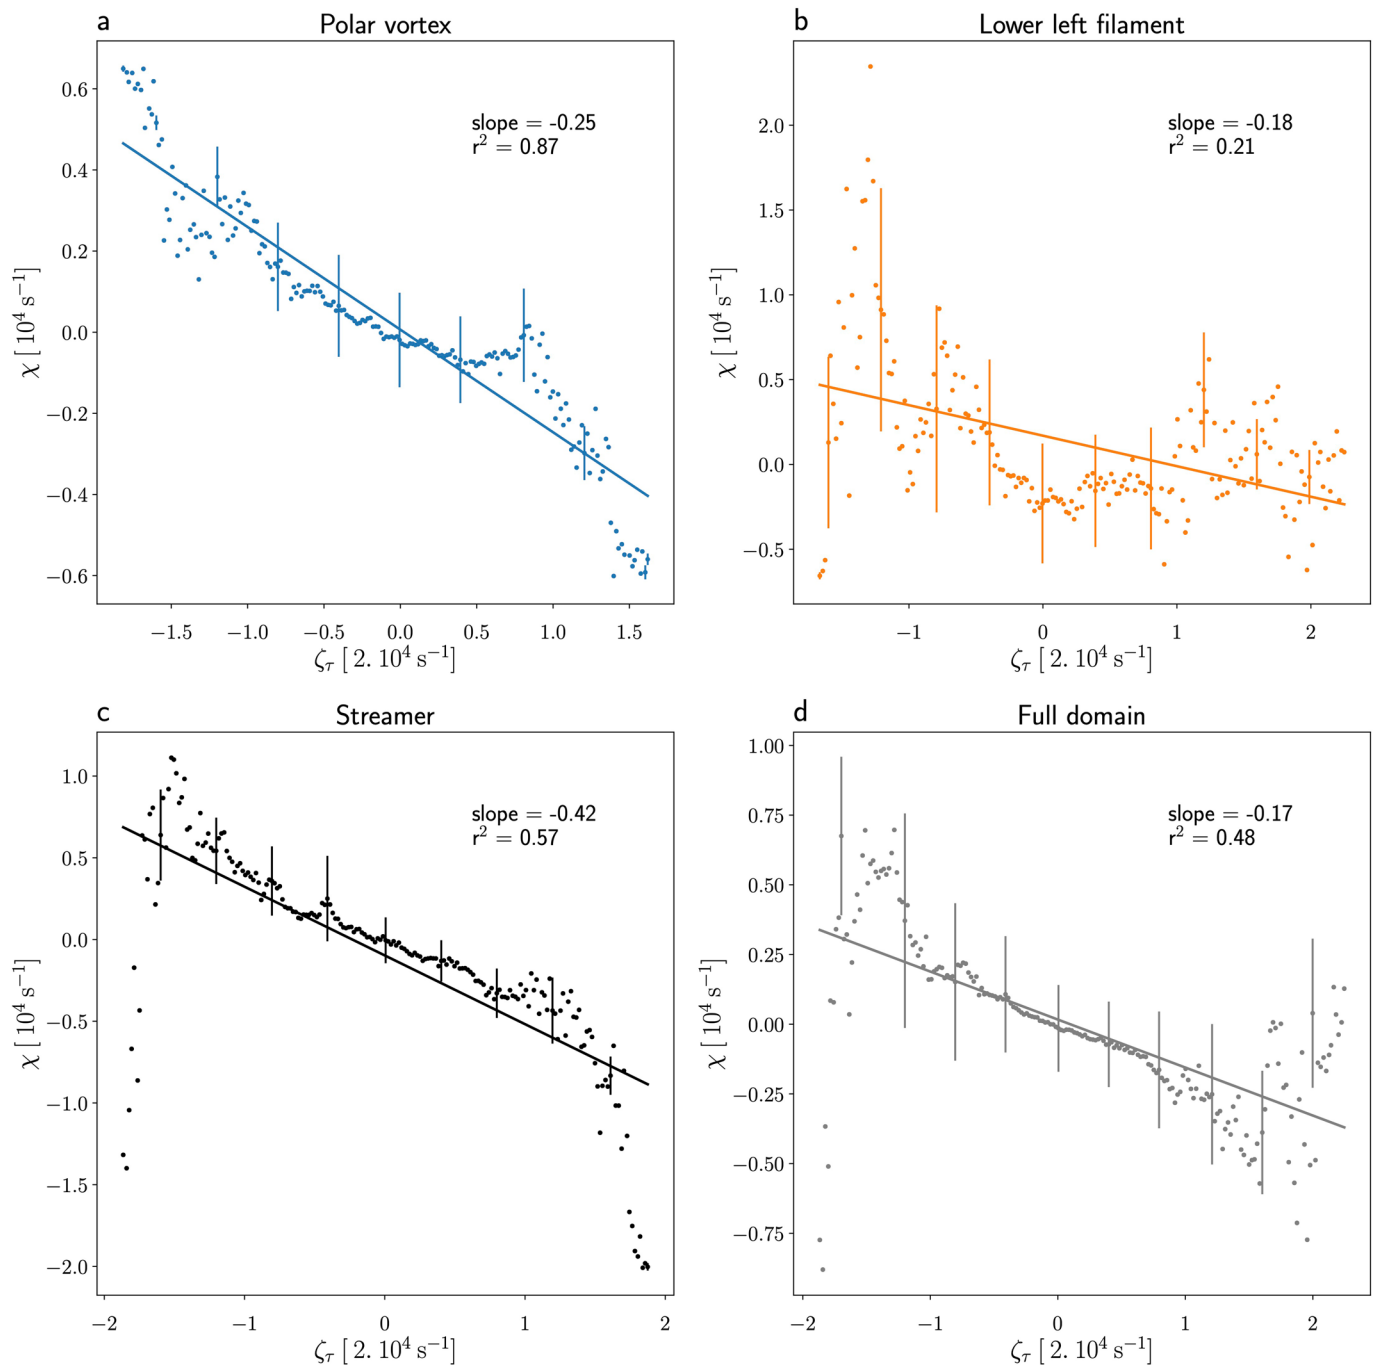 a
Polar vortex
slope = -0.25
r² = 0.87
χ [10⁴ s⁻¹]
0.6
0.4
0.2
0.0
−0.2
−0.4
−0.6
−1.5 −1.0 −0.5 0.0 0.5 1.0 1.5
ζτ [2. 10⁴ s⁻¹]
b
Lower left filament
slope = -0.18
r² = 0.21
χ [10⁴ s⁻¹]
2.0
1.5
1.0
0.5
0.0
−0.5
−1 0 1 2
ζτ [2. 10⁴ s⁻¹]
c
Streamer
slope = -0.42
r² = 0.57
χ [10⁴ s⁻¹]
1.0
0.5
0.0
−0.5
−1.0
−1.5
−2.0
−2 −1 0 1 2
ζτ [2. 10⁴ s⁻¹]
d
Full domain
slope = -0.17
r² = 0.48
χ [10⁴ s⁻¹]
1.00
0.75
0.50
0.25
0.00
−0.25
−0.50
−0.75
−2 −1 0 1 2
ζτ [2. 10⁴ s⁻¹]